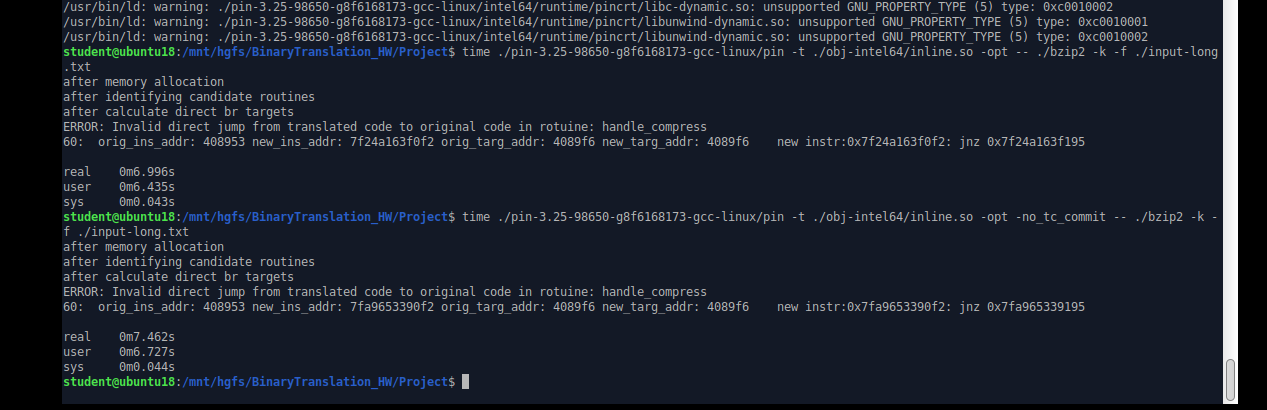 /usr/bin/ld: warning: ./pin-3.25-98650-g8f6168173-gcc-linux/intel64/runtime/pincrt/libc-dynamic.so: unsupported GNU_PROPERTY_TYPE (5) type: 0xc0010002
/usr/bin/ld: warning: ./pin-3.25-98650-g8f6168173-gcc-linux/intel64/runtime/pincrt/libunwind-dynamic.so: unsupported GNU_PROPERTY_TYPE (5) type: 0xc0010001
/usr/bin/ld: warning: ./pin-3.25-98650-g8f6168173-gcc-linux/intel64/runtime/pincrt/libunwind-dynamic.so: unsupported GNU_PROPERTY_TYPE (5) type: 0xc0010002
student@ubuntu18:/mnt/hgfs/BinaryTranslation_HW/Project$ time ./pin-3.25-98650-g8f6168173-gcc-linux/pin -t ./obj-intel64/inline.so -opt -- ./bzip2 -k -f ./input-long
.txt
after memory allocation
after identifying candidate routines
after calculate direct br targets
ERROR: Invalid direct jump from translated code to original code in rotuine: handle_compress
60:  orig_ins_addr: 408953 new_ins_addr: 7f24a163f0f2 orig_targ_addr: 4089f6 new_targ_addr: 4089f6    new instr:0x7f24a163f0f2: jnz 0x7f24a163f195
real    0m6.996s
user    0m6.435s
sys     0m0.043s
student@ubuntu18:/mnt/hgfs/BinaryTranslation_HW/Project$ time ./pin-3.25-98650-g8f6168173-gcc-linux/pin -t ./obj-intel64/inline.so -opt -no_tc_commit -- ./bzip2 -k -
f ./input-long.txt
after memory allocation
after identifying candidate routines
after calculate direct br targets
ERROR: Invalid direct jump from translated code to original code in rotuine: handle_compress
60:  orig_ins_addr: 408953 new_ins_addr: 7fa9653390f2 orig_targ_addr: 4089f6 new_targ_addr: 4089f6    new instr:0x7fa9653390f2: jnz 0x7fa965339195
real    0m7.462s
user    0m6.727s
sys     0m0.044s
student@ubuntu18:/mnt/hgfs/BinaryTranslation_HW/Project$